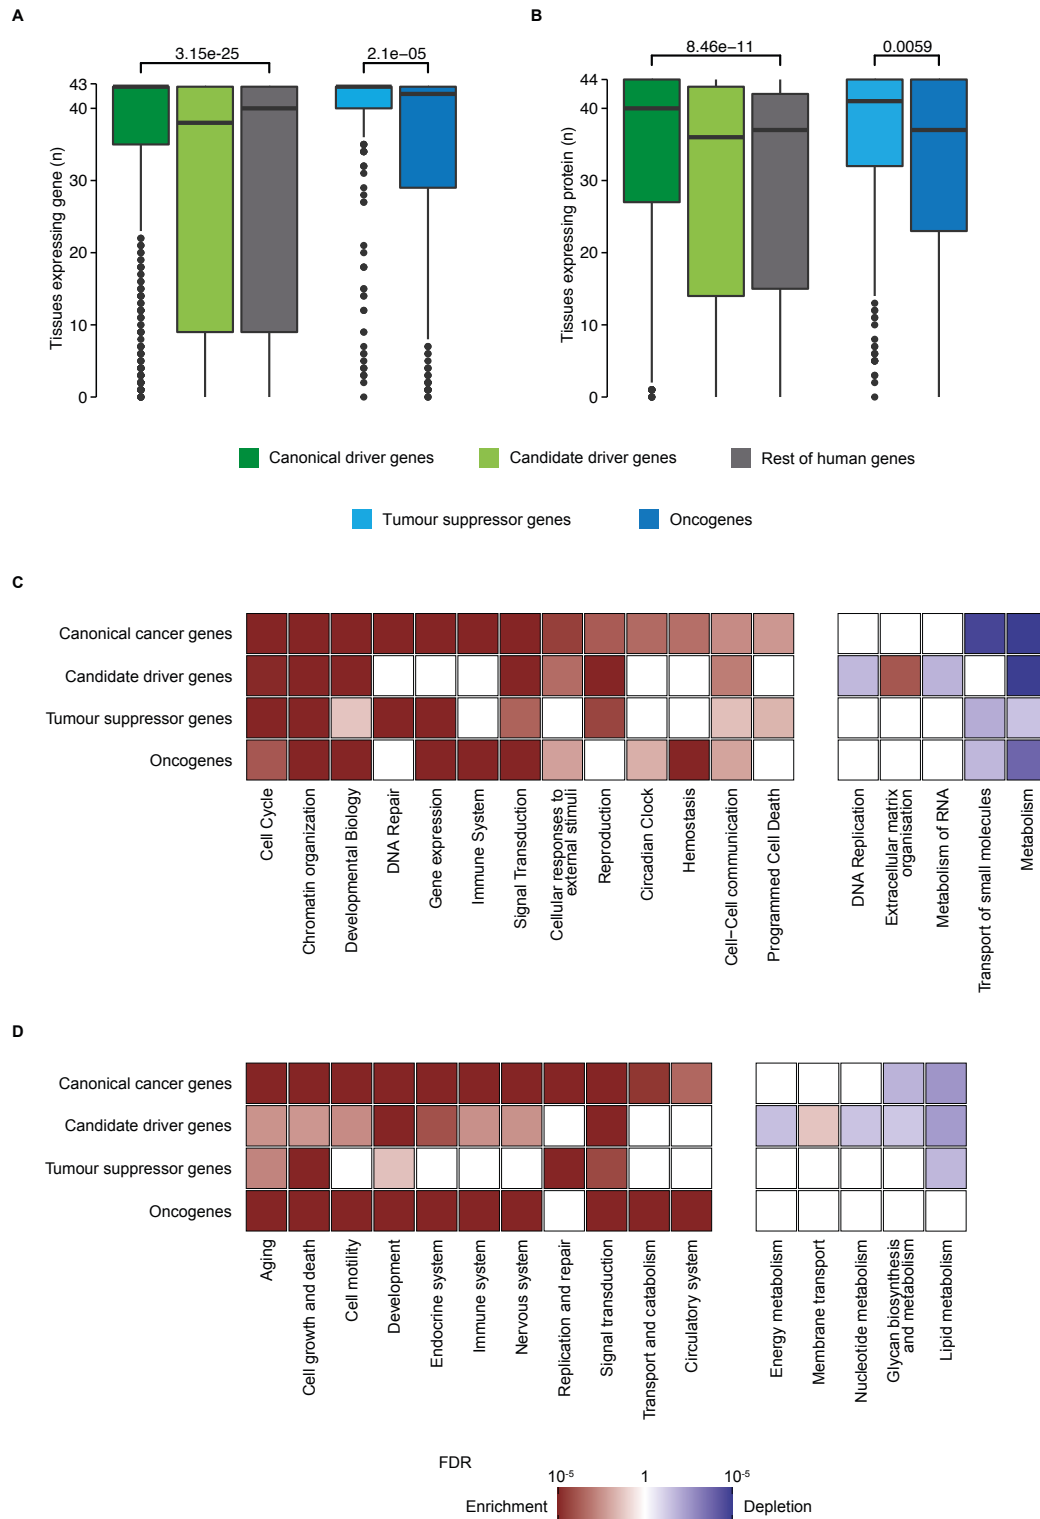 A
3.15e-25
2.1e−05
Tissues expressing gene (n)
43
40
30
20
10
0
B
8.46e−11
0.0059
Tissues expressing protein (n)
44
40
30
20
10
0
Canonical driver genes
Candidate driver genes
Rest of human genes
Tumour suppressor genes
Oncogenes
C
Canonical cancer genes
Candidate driver genes
Tumour suppressor genes
Oncogenes
Cell Cycle
Chromatin organization
Developmental Biology
DNA Repair
Gene expression
Immune System
Signal Transduction
Cellular responses to
external stimuli
Reproduction
Circadian Clock
Hemostasis
Cell−Cell communication
Programmed Cell Death
DNA Replication
Extracellular matrix
organisation
Metabolism of RNA
Transport of small molecules
Metabolism
D
Canonical cancer genes
Candidate driver genes
Tumour suppressor genes
Oncogenes
Aging
Cell growth and death
Cell motility
Development
Endocrine system
Immune system
Nervous system
Replication and repair
Signal transduction
Transport and catabolism
Circulatory system
Energy metabolism
Membrane transport
Nucleotide metabolism
Glycan biosynthesis
and metabolism
Lipid metabolism
FDR
10⁻⁵
1
10⁻⁵
Enrichment
Depletion